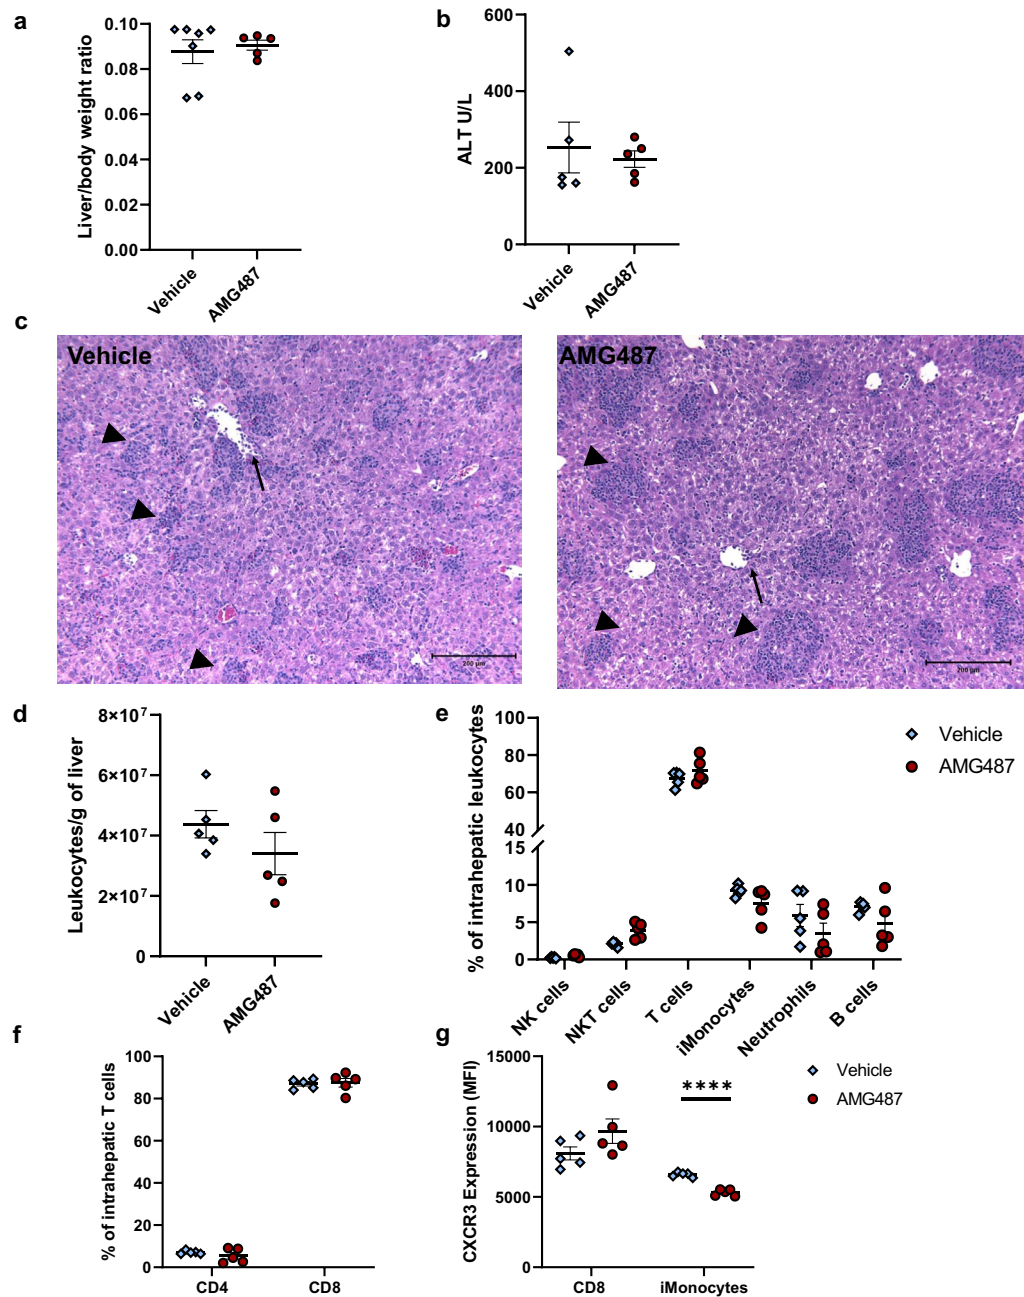 a
Liver/body weight ratio
0.10
0.08
0.06
0.04
0.02
0.00
Vehicle
AMG487
b
ALT U/L
600
400
200
0
Vehicle
AMG487
c
Vehicle
200 µm
AMG487
200 µm
d
Leukocytes/g of liver
8×10⁷
6×10⁷
4×10⁷
2×10⁷
0
Vehicle
AMG487
e
% of intrahepatic leukocytes
100
80
60
40
15
10
5
0
NK cells
NKT cells
T cells
iMonocytes
Neutrophils
B cells
Vehicle
AMG487
f
% of intrahepatic T cells
100
80
60
40
20
0
CD4
CD8
g
CXCR3 Expression (MFI)
15000
10000
5000
0
****
CD8
iMonocytes
Vehicle
AMG487